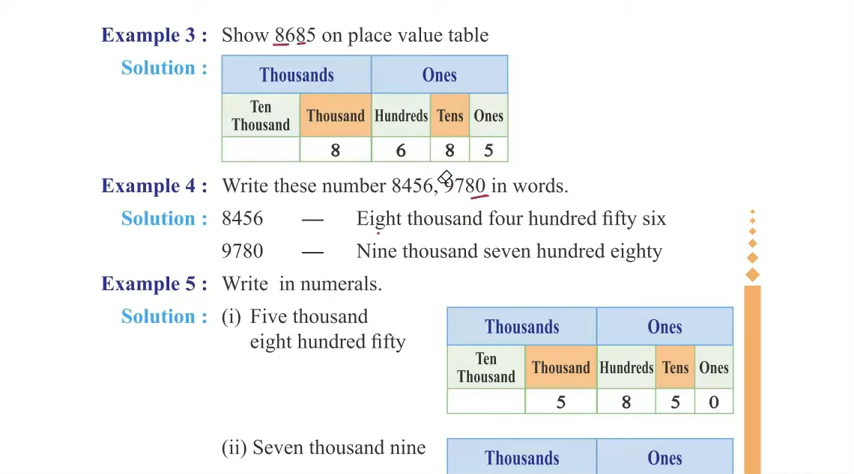 Example 3 : Show 8685 on place value table
Solution :
Thousands Ones
Ten Thousand Thousand Hundreds Tens Ones
8 6 8 5
Example 4 : Write these number 8456, 9780 in words.
Solution : 8456 — Eight thousand four hundred fifty six
9780 — Nine thousand seven hundred eighty
Example 5 : Write in numerals.
Solution : (i) Five thousand
eight hundred fifty
Thousands Ones
Ten Thousand Thousand Hundreds Tens Ones
5 8 5 0
(ii) Seven thousand nine
Thousands Ones